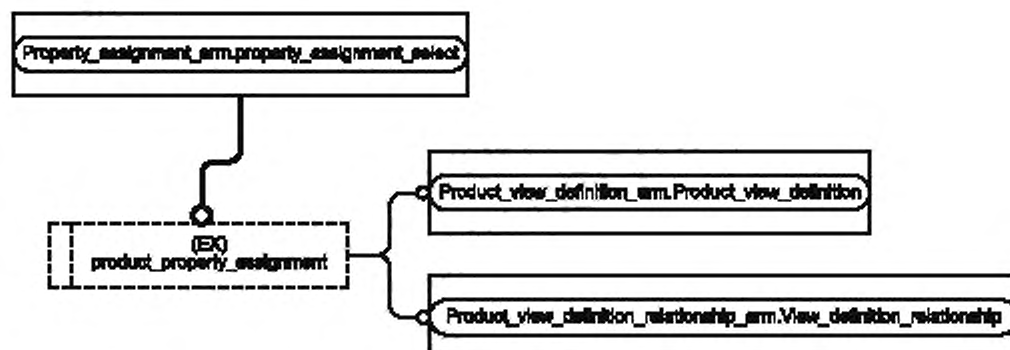 Property_assignment_arm.property_assignment_select
Product_view_definition_arm.Product_view_definition
(EX)
product_property_assignment
Product_view_definition_relationship_arm.View_definition_relationship